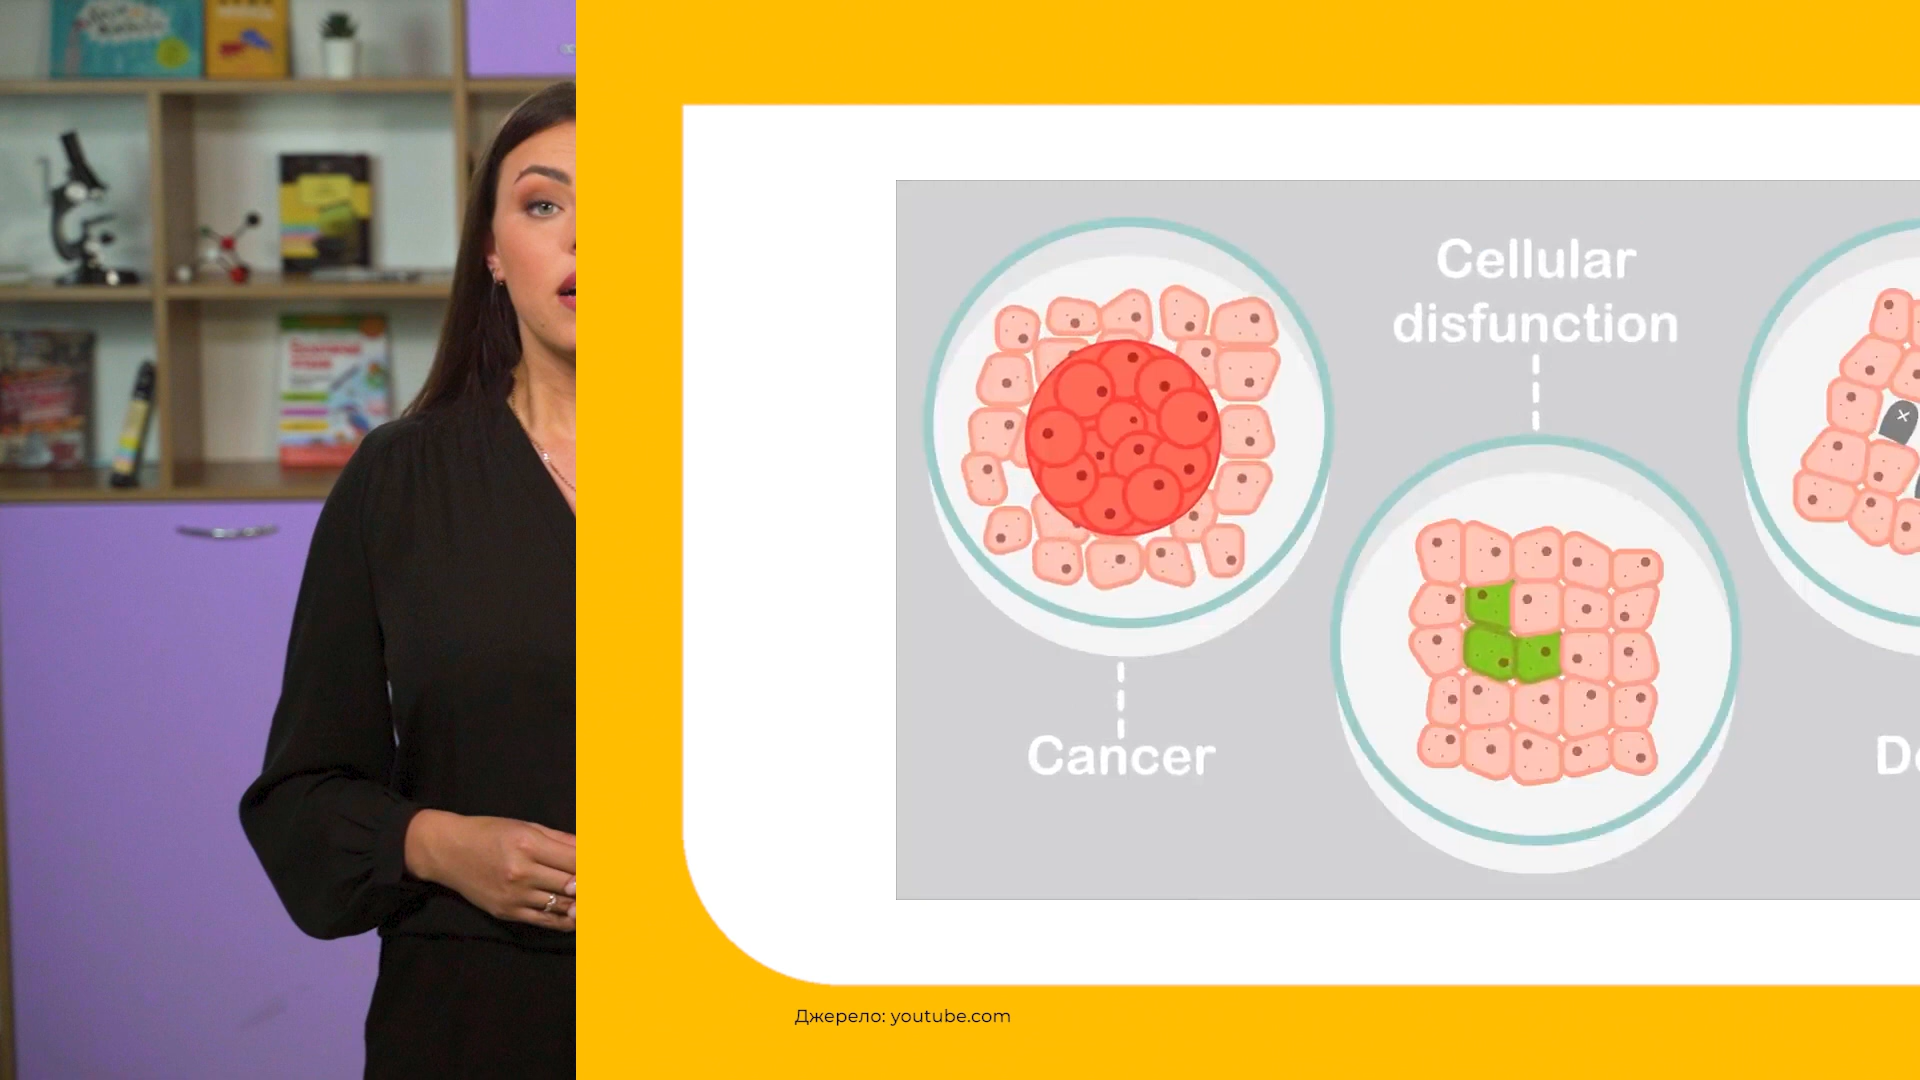 Cellular
disfunction
Cancer
Джерело: youtube.com